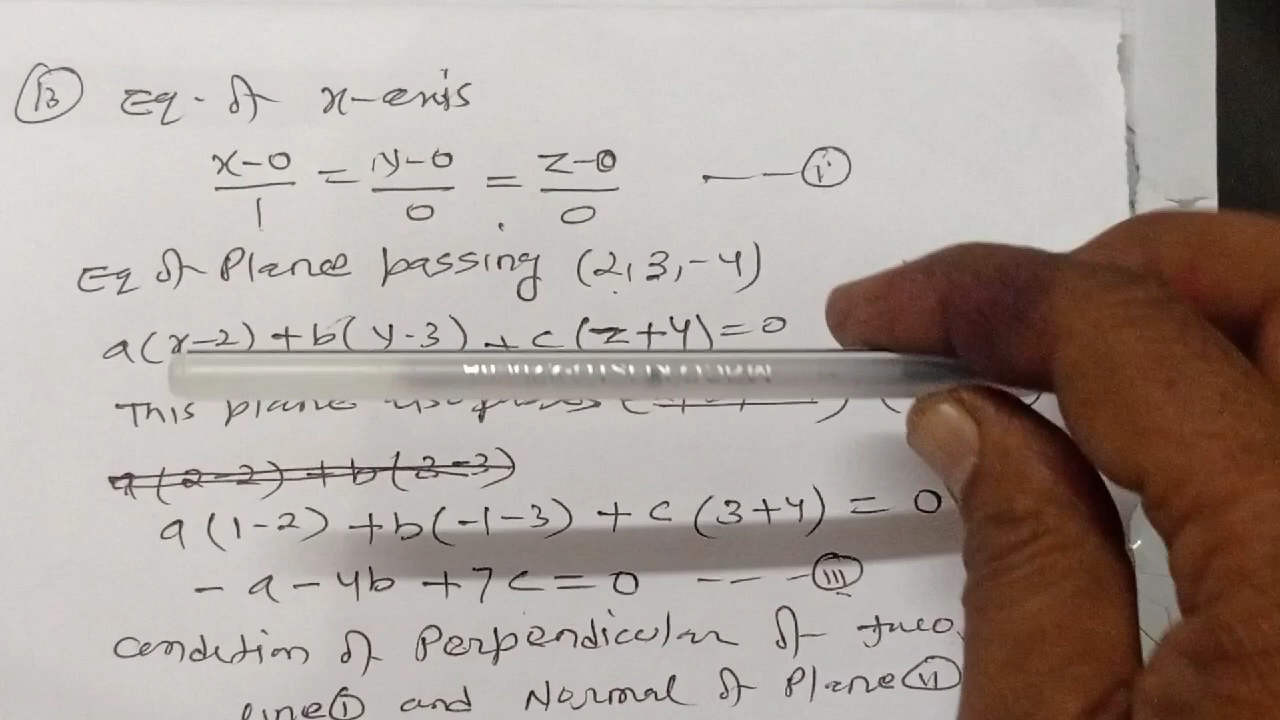 13 Eq. of x-axis
x-0/1 = y-0/0 = z-0/0 —— (i)
Eq of Plane passing (2, 3, -4)
a(x-2) + b(y-3) + c(z+4) = 0
This plane
a(2-2) + b(3-3)
a(1-2) + b(-1-3) + c(3+4) = 0
- a - 4b + 7c = 0 --- (iii)
condition of Perpendicular of two
line (i) and Normal of Plane